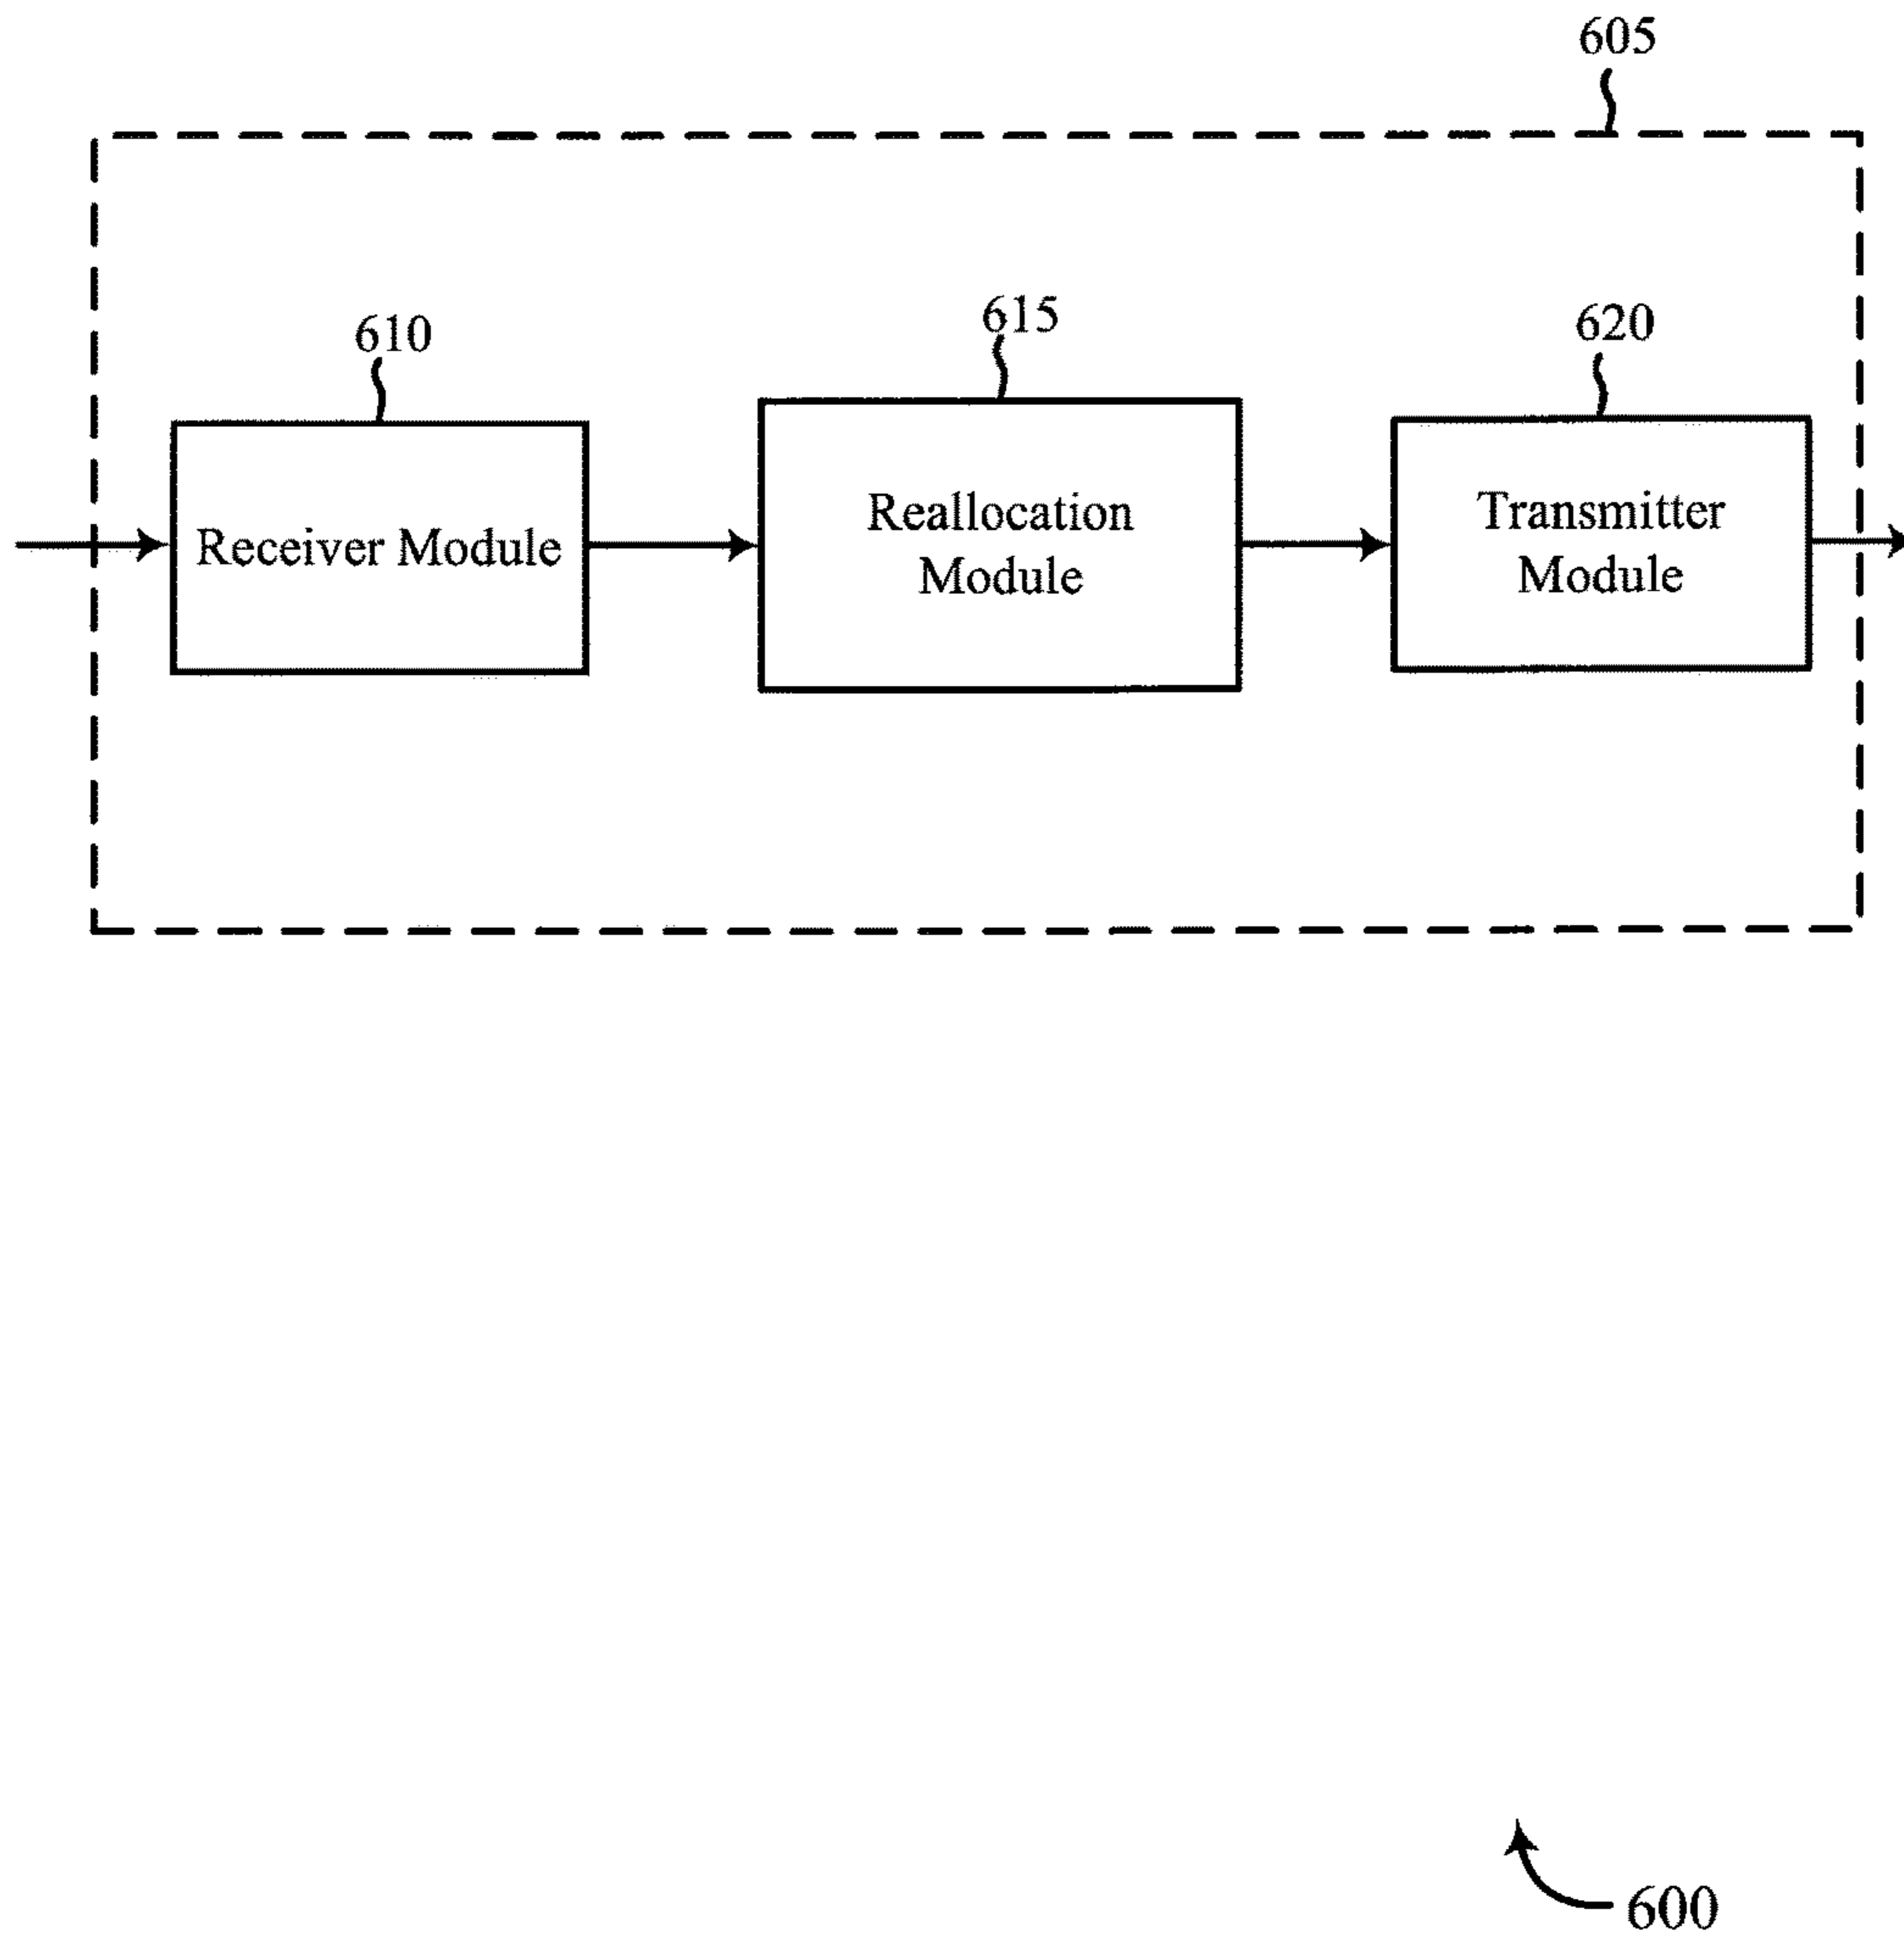 605
610
615
620
Receiver Module
Reallocation
Module
Transmitter
Module
600